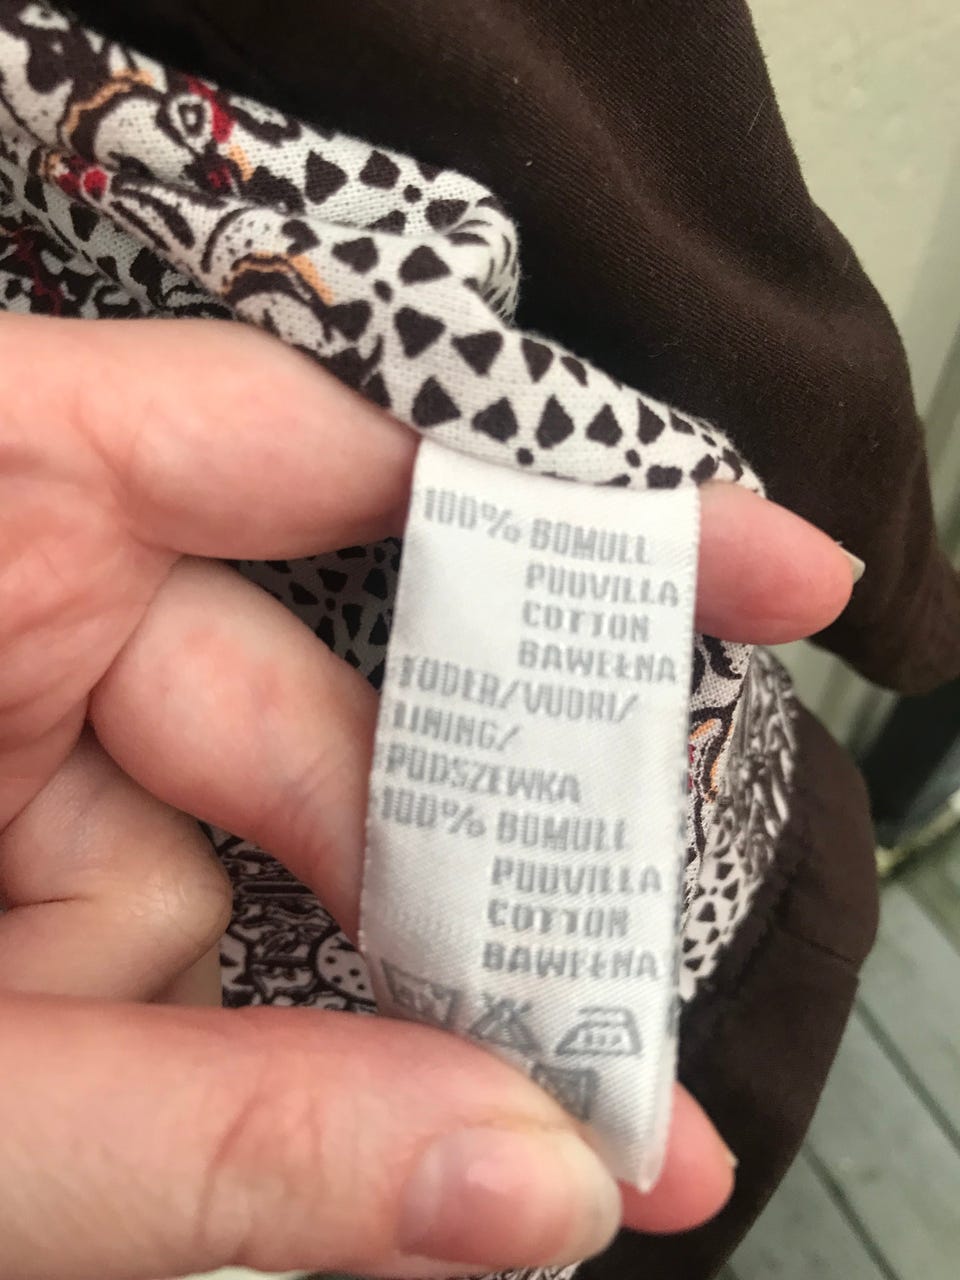 100% BOMULL
PUUVILLA
COTTON
BAWEŁNA
FODER/VUORI/
LINING/
PODSZEWKA
100% BOMULL
PUUVILLA
COTTON
BAWEŁNA